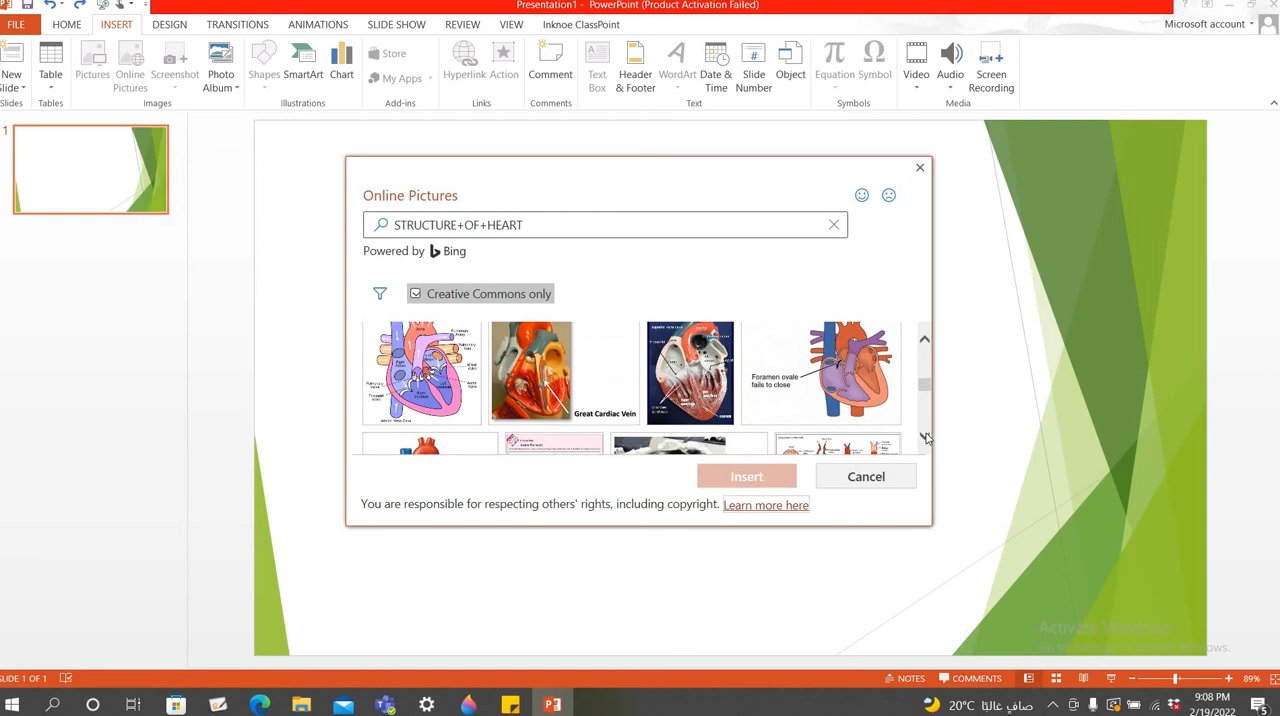 Presentation1 - PowerPoint (Product Activation Failed)
FILE HOME INSERT DESIGN TRANSITIONS ANIMATIONS SLIDE SHOW REVIEW VIEW Inknoe ClassPoint Microsoft account
New Slide
Table
Pictures
Online Pictures
Screenshot
Photo Album
Shapes
SmartArt
Chart
Store
My Apps
Hyperlink
Action
Comment
Text Box
Header & Footer
WordArt
Date & Time
Slide Number
Object
Equation
Symbol
Video
Audio
Screen Recording
Slides Tables Images Illustrations Add-ins Links Comments Text Symbols Media
1
Online Pictures
STRUCTURE+OF+HEART
Powered by Bing
Creative Commons only
Great Cardiac Vein
Foramen ovale
fails to close
Insert Cancel
You are responsible for respecting others' rights, including copyright. Learn more here
Activate Windows
SLIDE 1 OF 1 NOTES COMMENTS 89%
20°C صافٍ غالبًا
9:08 PM
2/19/2022